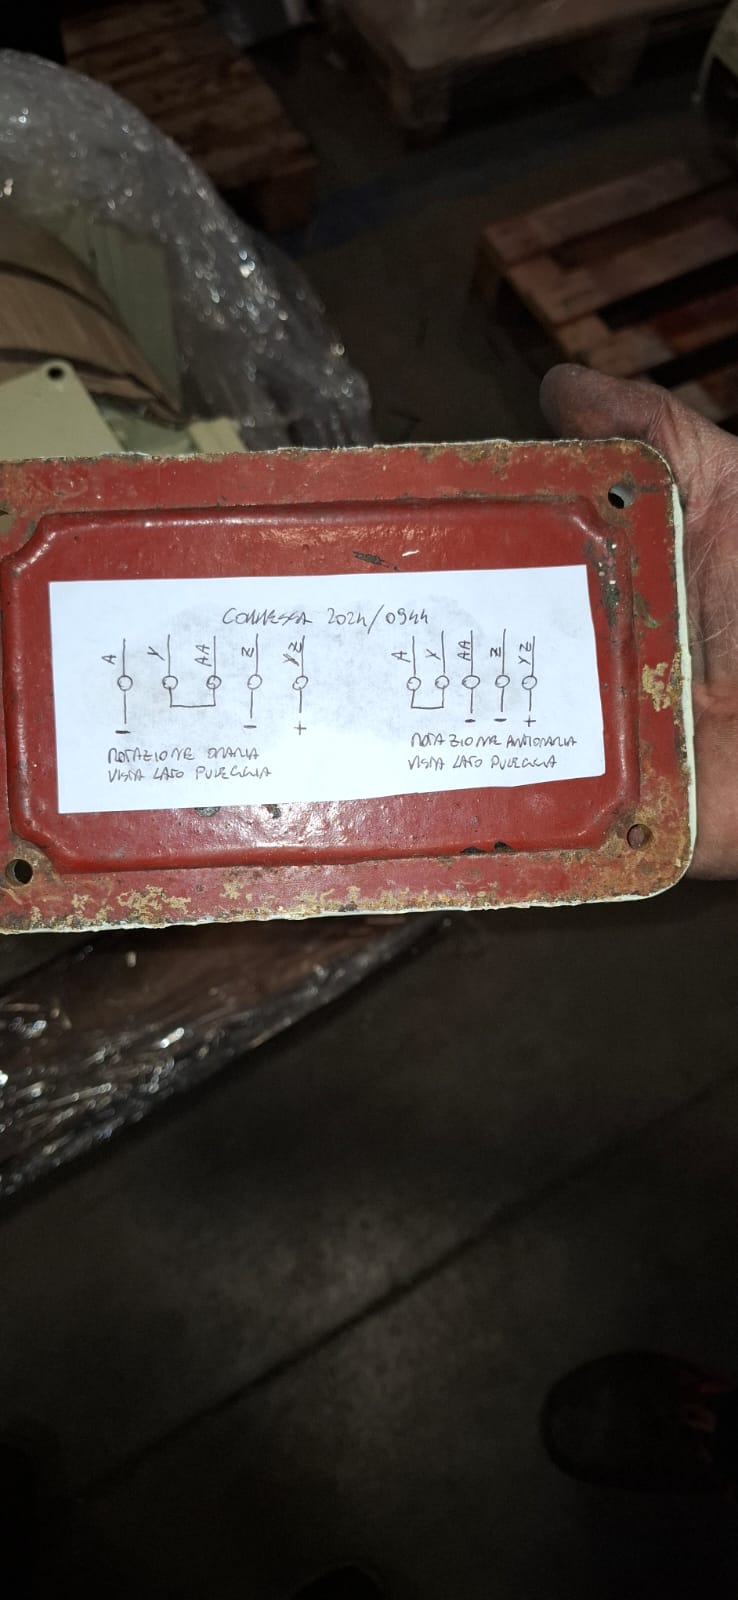 COMMESSA 2024/0944
A Y AA Z YZ
A Y AA Z YZ
- - +
- - +
ROTAZIONE ORARIA
VISTA LATO PULEGGIA
ROTAZIONE ANTIORARIA
VISTA LATO PULEGGIA